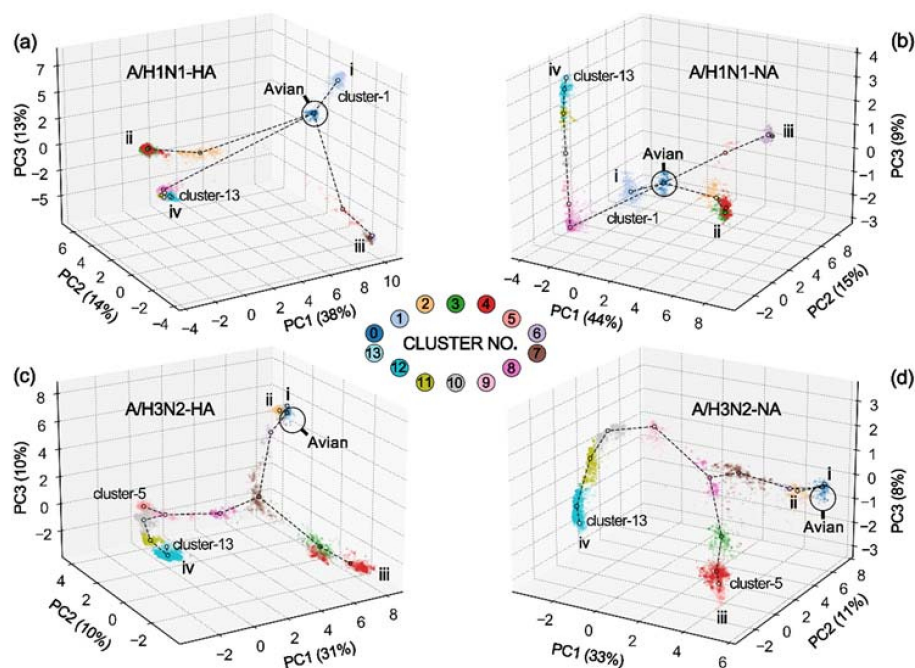 (a)
A/H1N1-HA
i
cluster-1
Avian
ii
cluster-13
iv
iii
PC3 (13%)
7
5
2
0
−2
−5
PC2 (14%)
6
4
2
0
−2
−4
PC1 (38%)
−4
−2
0
2
4
6
8
10
(b)
A/H1N1-NA
iv
cluster-13
iii
Avian
i
cluster-1
ii
PC3 (9%)
4
3
2
1
0
−1
−2
−3
PC2 (15%)
8
6
4
2
0
−2
−4
PC1 (44%)
−4
−2
0
2
4
6
8
CLUSTER NO.
0
1
2
3
4
5
6
7
8
9
10
11
12
13
(c)
A/H3N2-HA
ii
i
Avian
cluster-5
cluster-13
iv
iii
PC3 (10%)
8
6
4
2
0
−2
PC2 (10%)
4
2
0
−2
PC1 (31%)
−2
0
2
4
6
8
(d)
A/H3N2-NA
i
ii
Avian
cluster-13
iv
cluster-5
iii
PC3 (8%)
3
2
1
0
−1
−2
−3
PC2 (11%)
8
6
4
2
0
−2
PC1 (33%)
−2
0
2
4
6